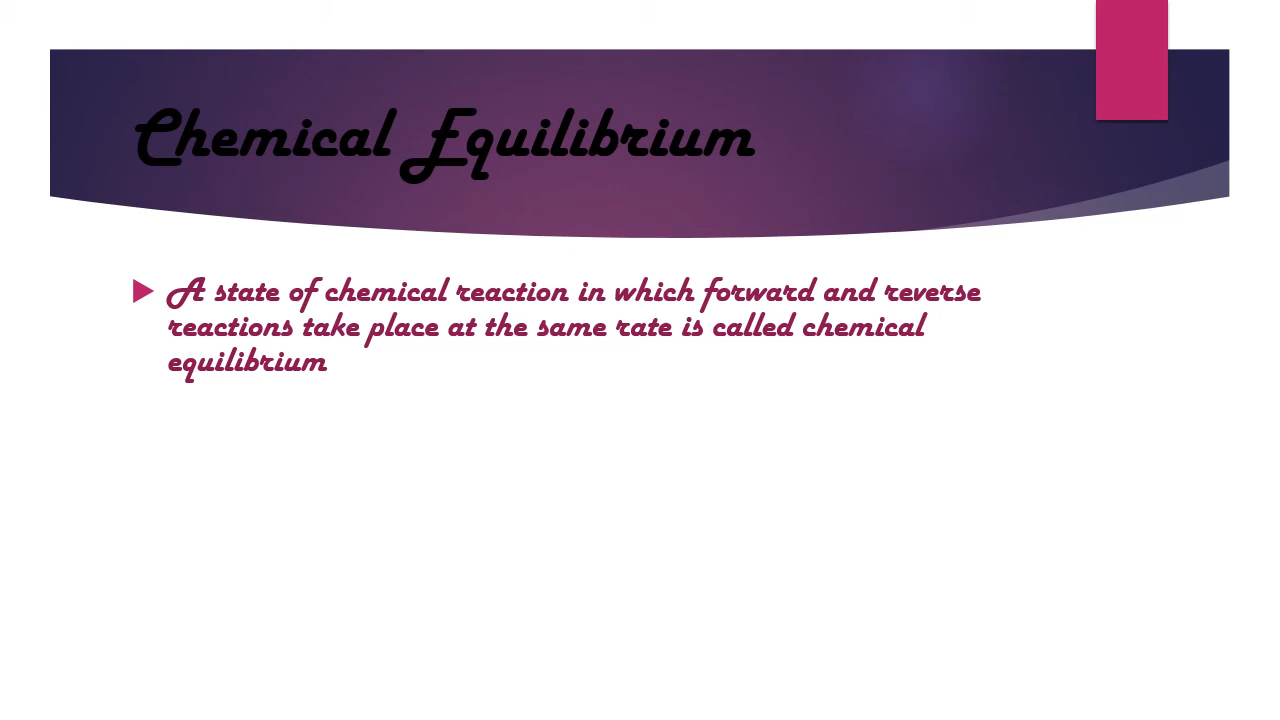 Chemical Equilibrium
A state of chemical reaction in which forward and reverse
reactions take place at the same rate is called chemical
equilibrium